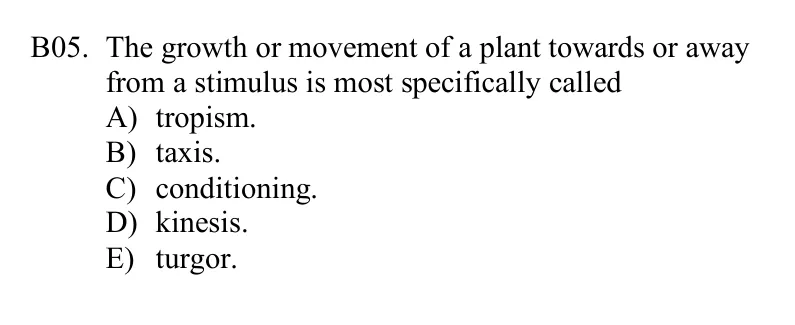 B05. The growth or movement of a plant towards or away
from a stimulus is most specifically called
A) tropism.
B) taxis.
C) conditioning.
D) kinesis.
E) turgor.